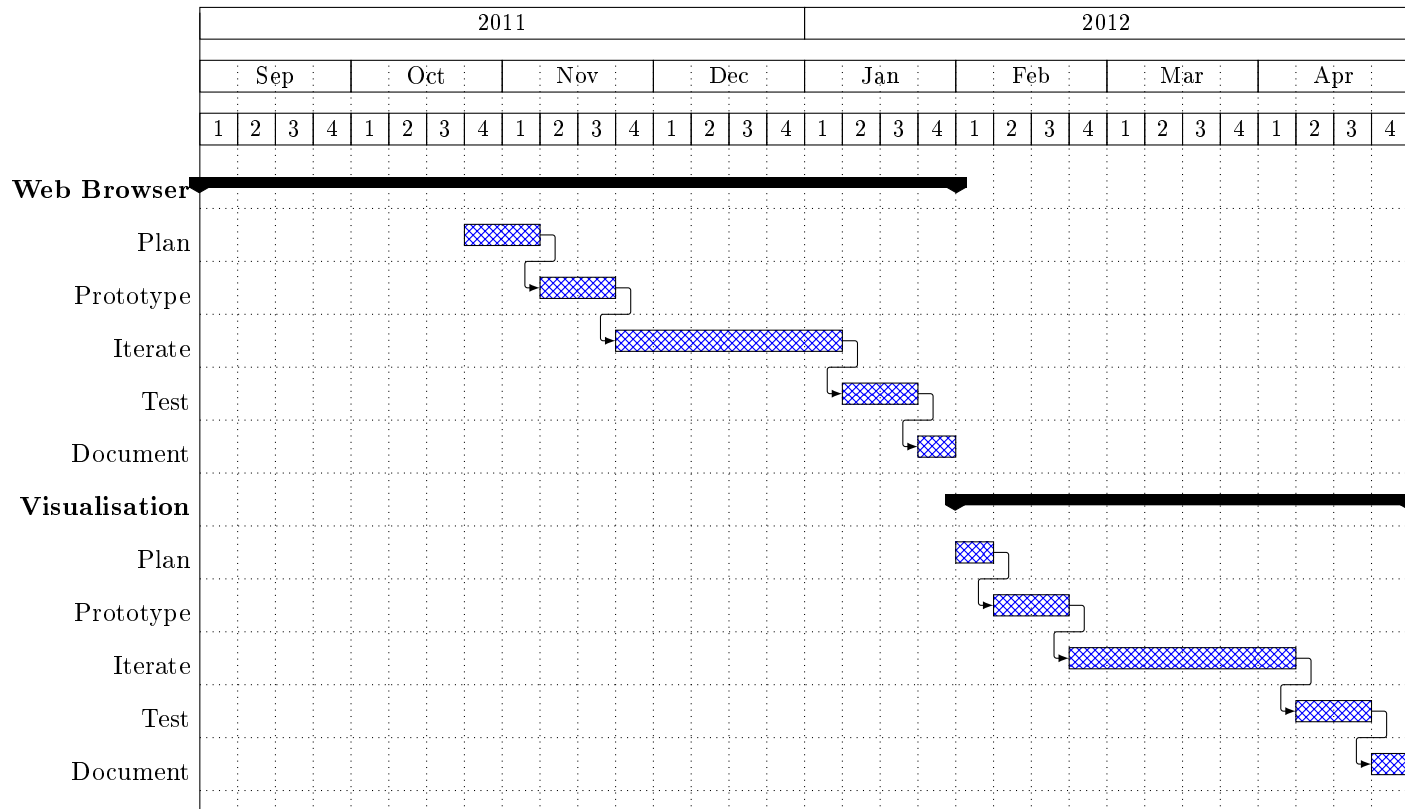 2011 2012
Sep Oct Nov Dec Jan Feb Mar Apr
1 2 3 4 1 2 3 4 1 2 3 4 1 2 3 4 1 2 3 4 1 2 3 4 1 2 3 4 1 2 3 4
Web Browser
Plan
Prototype
Iterate
Test
Document
Visualisation
Plan
Prototype
Iterate
Test
Document